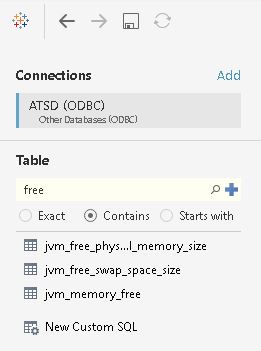 Connections
Add
ATSD (ODBC)
Other Databases (ODBC)
Table
free
Exact
Contains
Starts with
jvm_free_phys...l_memory_size
jvm_free_swap_space_size
jvm_memory_free
New Custom SQL